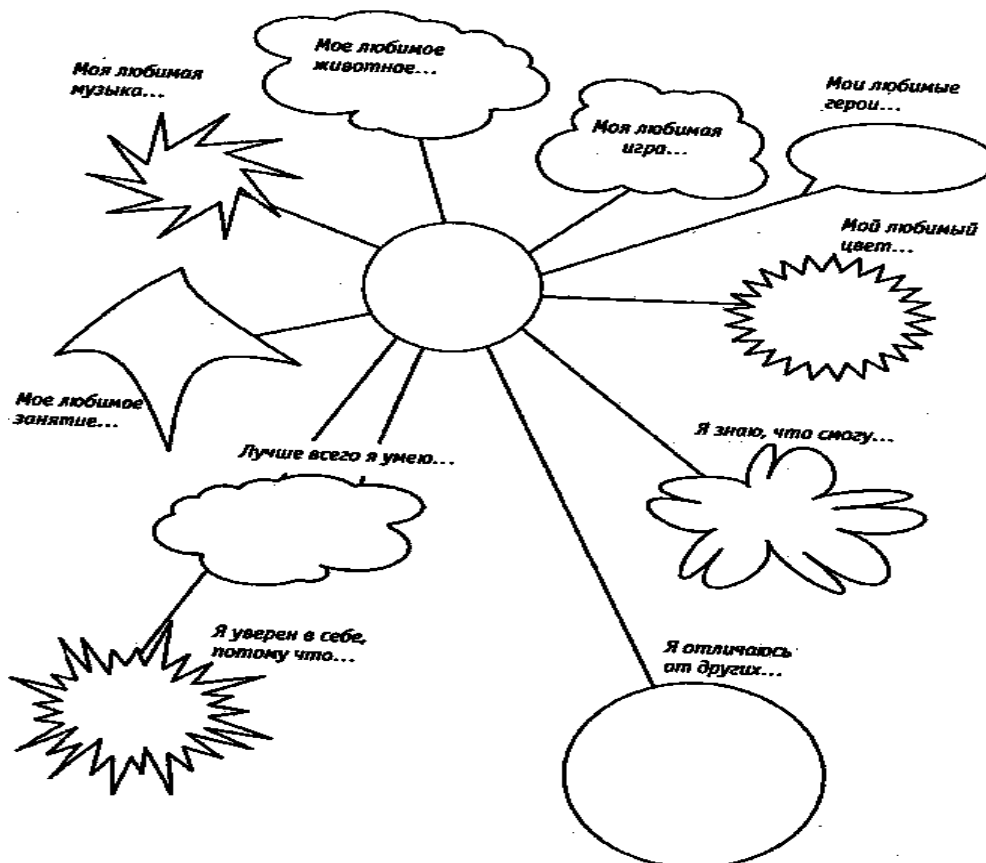 Мое любимое
животное...
Моя любимая
музыка...
Моя любимая
игра...
Мои любимые
герои...
Мой любимый
цвет...
Мое любимое
занятие...
Лучше всего я умею...
Я знаю, что смогу...
Я уверен в себе,
потому что...
Я отличаюсь
от других...